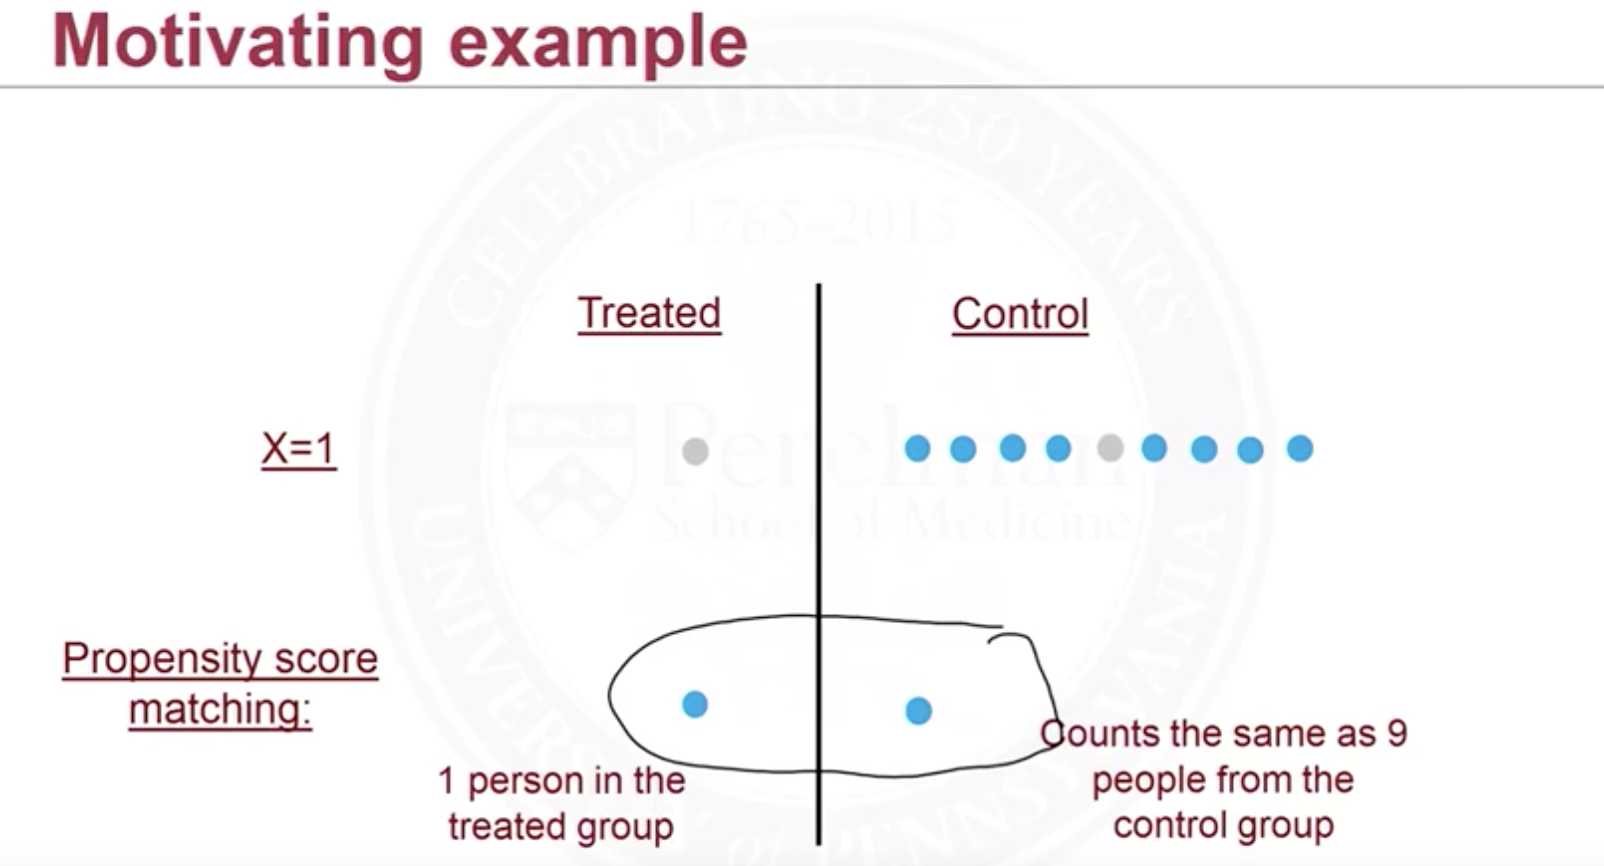 Motivating example
CELEBRATING 250 YEARS
1765–2015
Treated
Control
X=1
Perelman
School of Medicine
UNIVERSITY of PENNSYLVANIA
Propensity score
matching:
1 person in the
treated group
Counts the same as 9
people from the
control group